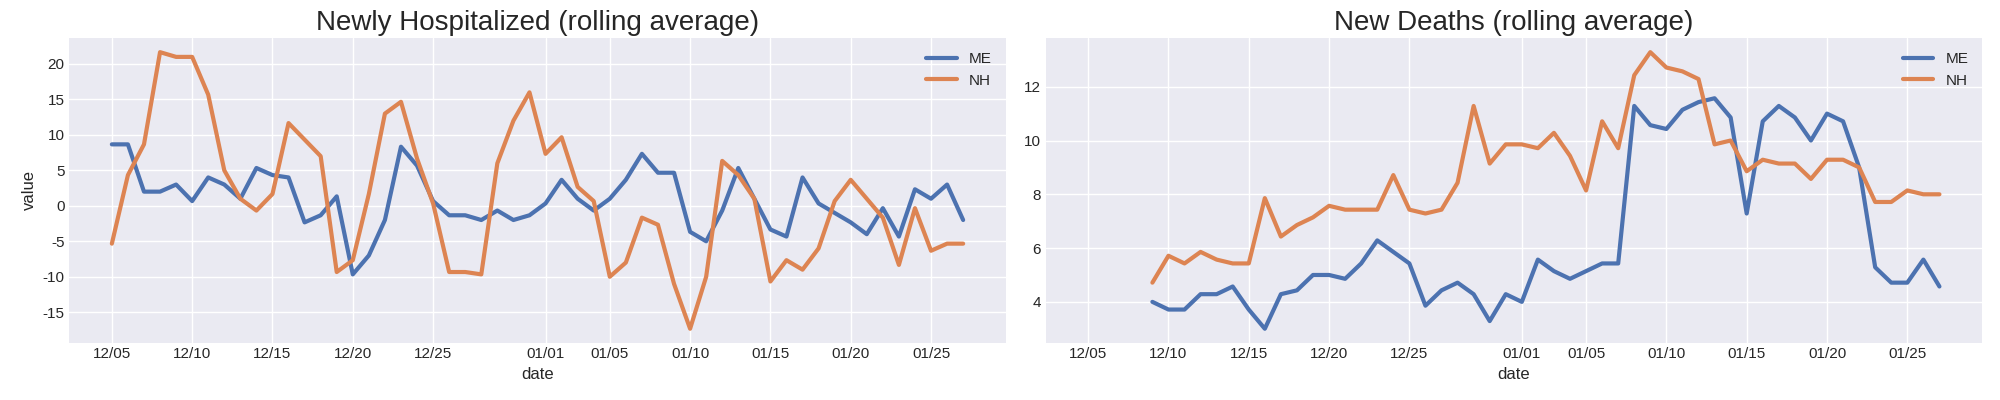 Newly Hospitalized (rolling average)
ME
NH
20
15
10
5
0
-5
-10
-15
value
12/05 12/10 12/15 12/20 12/25 01/01 01/05 01/10 01/15 01/20 01/25
date
New Deaths (rolling average)
ME
NH
12
10
8
6
4
12/05 12/10 12/15 12/20 12/25 01/01 01/05 01/10 01/15 01/20 01/25
date